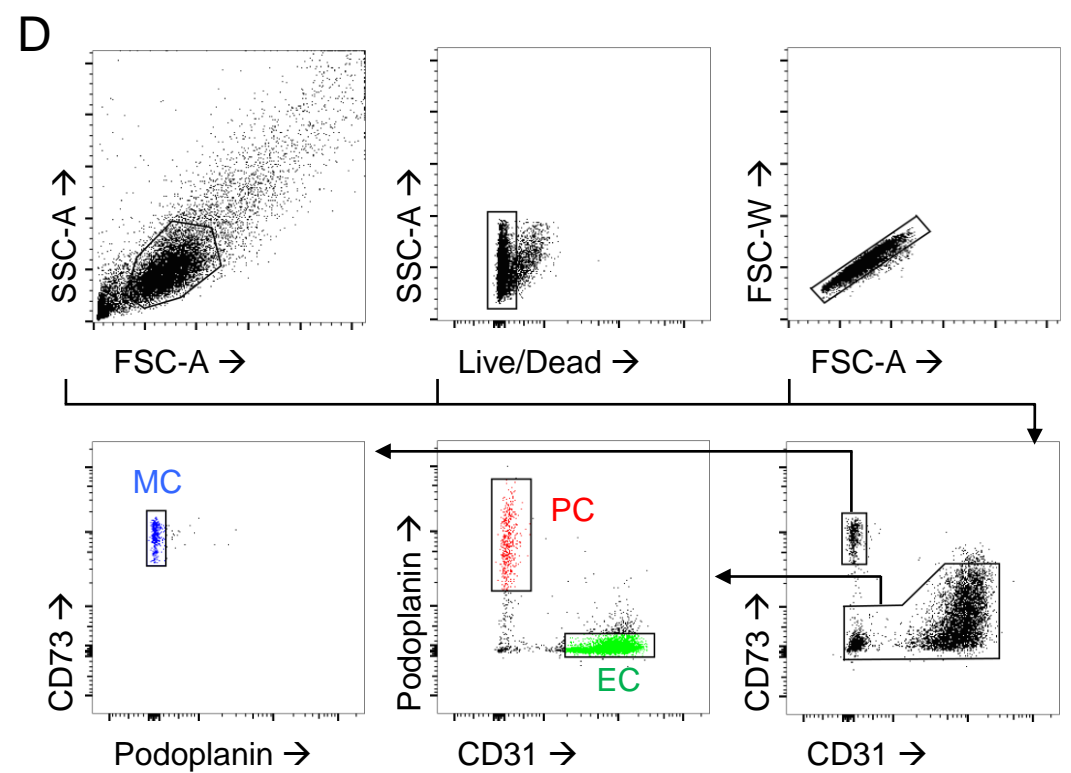 D
SSC-A →
FSC-A →
SSC-A →
Live/Dead →
FSC-W →
FSC-A →
CD73 →
MC
Podoplanin →
Podoplanin →
PC
EC
CD31 →
CD73 →
CD31 →